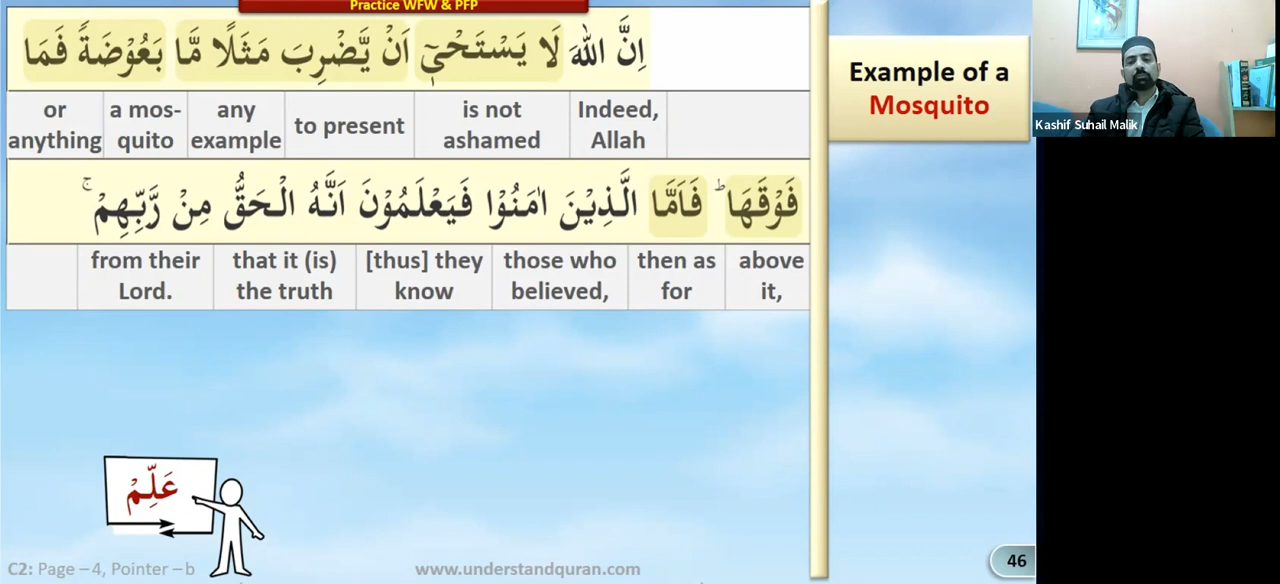 Practice WFW & PFP
اِنَّ اللّٰهَ لَا يَسْتَحْيٖۤ اَنْ يَّضْرِبَ مَثَلًا مَّا بَعُوْضَةً فَمَا
Indeed, Allah
is not ashamed
to present
any example
a mos-quito
or anything
فَوْقَهَا ؕ فَاَمَّا الَّذِيْنَ اٰمَنُوْا فَيَعْلَمُوْنَ اَنَّهُ الْحَقُّ مِنْ رَّبِّهِمْ ۚ
above it,
then as for
those who believed,
[thus] they know
that it (is) the truth
from their Lord.
Example of a
Mosquito
Kashif Suhail Malik
عَلِّمْ
C2: Page – 4, Pointer – b
www.understandquran.com
46